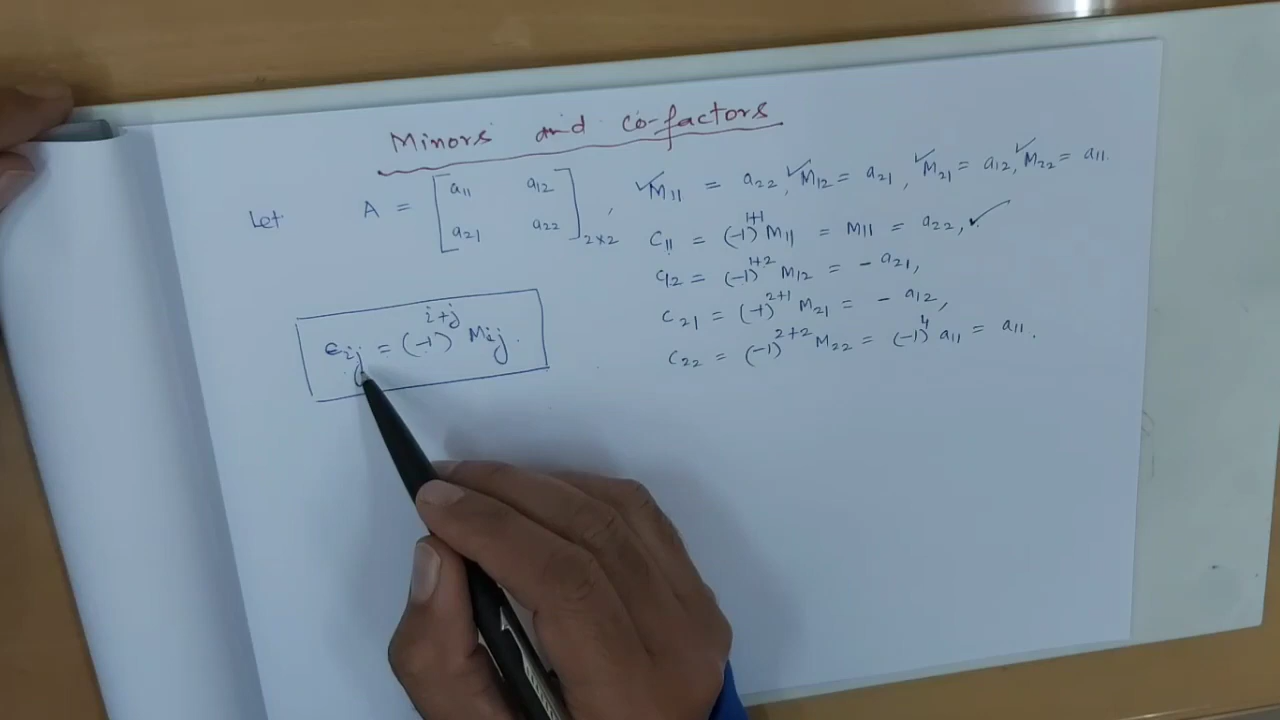 Minors and co-factors
Let A = [a11 a12
a21 a22]2×2,
M11 = a22, M12 = a21, M21 = a12, M22 = a11.
C11 = (-1)^1+1 M11 = M11 = a22,
C12 = (-1)^1+2 M12 = - a21,
C21 = (-1)^2+1 M21 = - a12,
C22 = (-1)^2+2 M22 = (-1)^4 a11 = a11.
Cij = (-1)^i+j Mij.